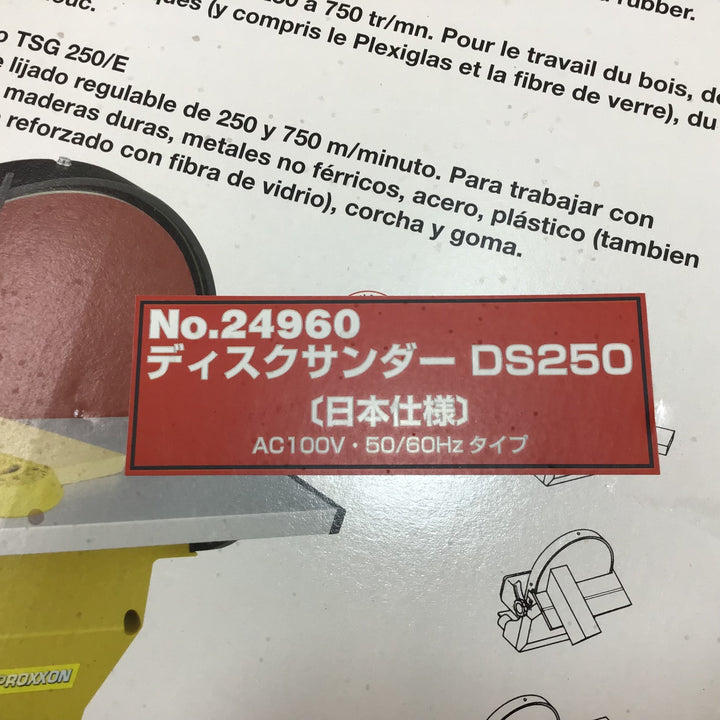 à 750 tr/mn. Pour le travail du bois, de
(y compris le Plexiglas et la fibre de verre), du
rubber.
o TSG 250/E
lijado regulable de 250 y 750 m/minuto. Para trabajar con
maderas duras, metales no férricos, acero, plástico (tambien
reforzado con fibra de vidrio), corcha y goma.
No.24960
ディスクサンダー DS250
〔日本仕様〕
AC100V・50/60Hz タイプ
PROXXON